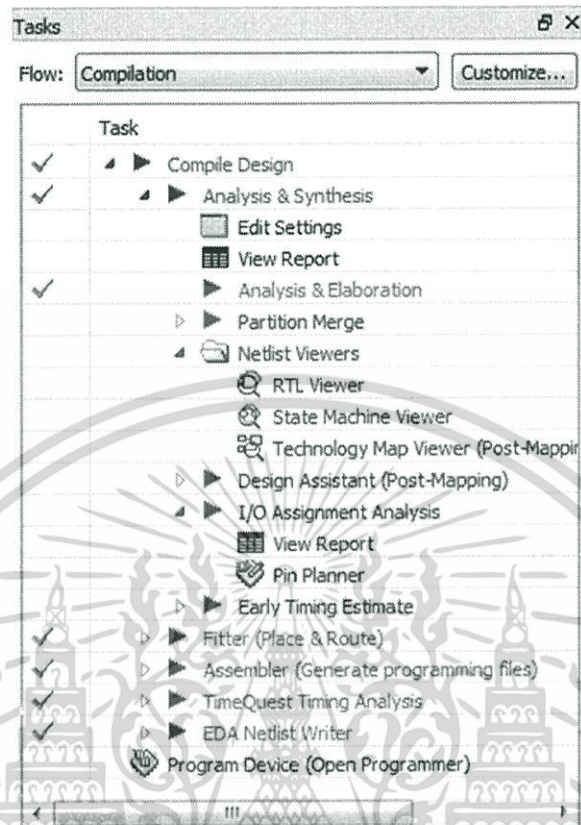 Tasks
Flow: Compilation Customize...
Task
Compile Design
Analysis & Synthesis
Edit Settings
View Report
Analysis & Elaboration
Partition Merge
Netlist Viewers
RTL Viewer
State Machine Viewer
Technology Map Viewer (Post-Mappin
Design Assistant (Post-Mapping)
I/O Assignment Analysis
View Report
Pin Planner
Early Timing Estimate
Fitter (Place & Route)
Assembler (Generate programming files)
TimeQuest Timing Analysis
EDA Netlist Writer
Program Device (Open Programmer)